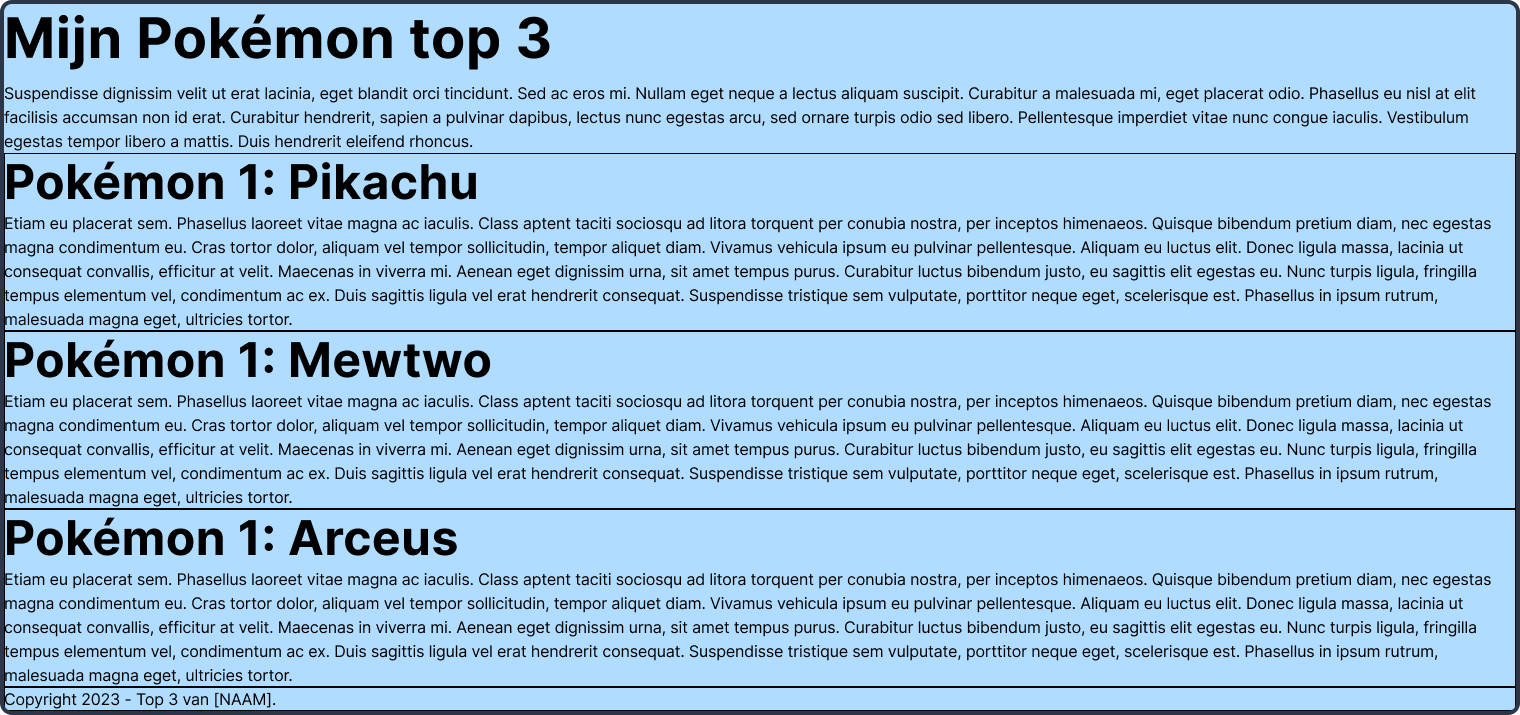 Mijn Pokémon top 3
Suspendisse dignissim velit ut erat lacinia, eget blandit orci tincidunt. Sed ac eros mi. Nullam eget neque a lectus aliquam suscipit. Curabitur a malesuada mi, eget placerat odio. Phasellus eu nisl at elit
facilisis accumsan non id erat. Curabitur hendrerit, sapien a pulvinar dapibus, lectus nunc egestas arcu, sed ornare turpis odio sed libero. Pellentesque imperdiet vitae nunc congue iaculis. Vestibulum
egestas tempor libero a mattis. Duis hendrerit eleifend rhoncus.
Pokémon 1: Pikachu
Etiam eu placerat sem. Phasellus laoreet vitae magna ac iaculis. Class aptent taciti sociosqu ad litora torquent per conubia nostra, per inceptos himenaeos. Quisque bibendum pretium diam, nec egestas
magna condimentum eu. Cras tortor dolor, aliquam vel tempor sollicitudin, tempor aliquet diam. Vivamus vehicula ipsum eu pulvinar pellentesque. Aliquam eu luctus elit. Donec ligula massa, lacinia ut
consequat convallis, efficitur at velit. Maecenas in viverra mi. Aenean eget dignissim urna, sit amet tempus purus. Curabitur luctus bibendum justo, eu sagittis elit egestas eu. Nunc turpis ligula, fringilla
tempus elementum vel, condimentum ac ex. Duis sagittis ligula vel erat hendrerit consequat. Suspendisse tristique sem vulputate, porttitor neque eget, scelerisque est. Phasellus in ipsum rutrum,
malesuada magna eget, ultricies tortor.
Pokémon 1: Mewtwo
Etiam eu placerat sem. Phasellus laoreet vitae magna ac iaculis. Class aptent taciti sociosqu ad litora torquent per conubia nostra, per inceptos himenaeos. Quisque bibendum pretium diam, nec egestas
magna condimentum eu. Cras tortor dolor, aliquam vel tempor sollicitudin, tempor aliquet diam. Vivamus vehicula ipsum eu pulvinar pellentesque. Aliquam eu luctus elit. Donec ligula massa, lacinia ut
consequat convallis, efficitur at velit. Maecenas in viverra mi. Aenean eget dignissim urna, sit amet tempus purus. Curabitur luctus bibendum justo, eu sagittis elit egestas eu. Nunc turpis ligula, fringilla
tempus elementum vel, condimentum ac ex. Duis sagittis ligula vel erat hendrerit consequat. Suspendisse tristique sem vulputate, porttitor neque eget, scelerisque est. Phasellus in ipsum rutrum,
malesuada magna eget, ultricies tortor.
Pokémon 1: Arceus
Etiam eu placerat sem. Phasellus laoreet vitae magna ac iaculis. Class aptent taciti sociosqu ad litora torquent per conubia nostra, per inceptos himenaeos. Quisque bibendum pretium diam, nec egestas
magna condimentum eu. Cras tortor dolor, aliquam vel tempor sollicitudin, tempor aliquet diam. Vivamus vehicula ipsum eu pulvinar pellentesque. Aliquam eu luctus elit. Donec ligula massa, lacinia ut
consequat convallis, efficitur at velit. Maecenas in viverra mi. Aenean eget dignissim urna, sit amet tempus purus. Curabitur luctus bibendum justo, eu sagittis elit egestas eu. Nunc turpis ligula, fringilla
tempus elementum vel, condimentum ac ex. Duis sagittis ligula vel erat hendrerit consequat. Suspendisse tristique sem vulputate, porttitor neque eget, scelerisque est. Phasellus in ipsum rutrum,
malesuada magna eget, ultricies tortor.
Copyright 2023 - Top 3 van [NAAM].